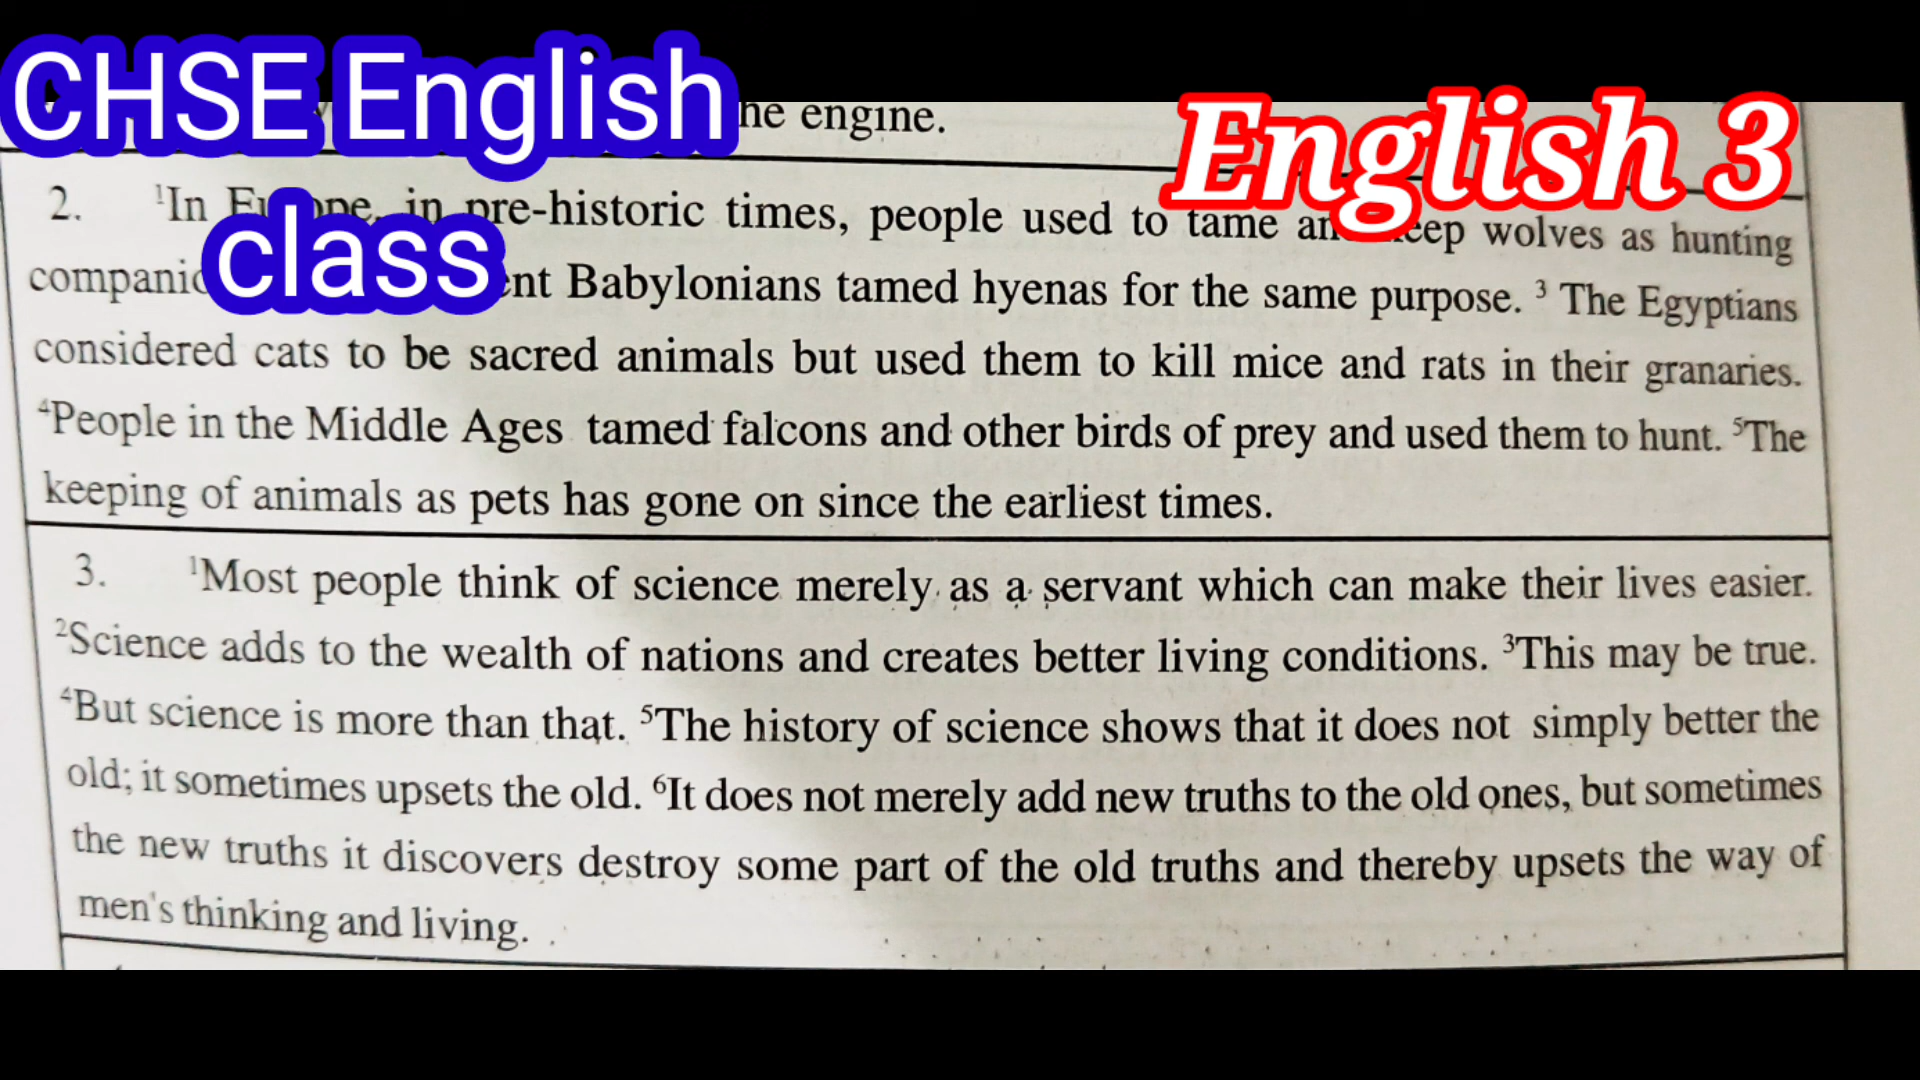 CHSE English
class
English 3
he engine.
2. ¹In pre-historic times, people used to tame wolves as hunting
Babylonians tamed hyenas for the same purpose. ³ The Egyptians
considered cats to be sacred animals but used them to kill mice and rats in their granaries.
⁴People in the Middle Ages tamed falcons and other birds of prey and used them to hunt. ⁵The
keeping of animals as pets has gone on since the earliest times.
3. ¹Most people think of science merely as a servant which can make their lives easier.
²Science adds to the wealth of nations and creates better living conditions. ³This may be true.
⁴But science is more than that. ⁵The history of science shows that it does not simply better the
old; it sometimes upsets the old. ⁶It does not merely add new truths to the old ones, but sometimes
the new truths it discovers destroy some part of the old truths and thereby upsets the way of
men's thinking and living.